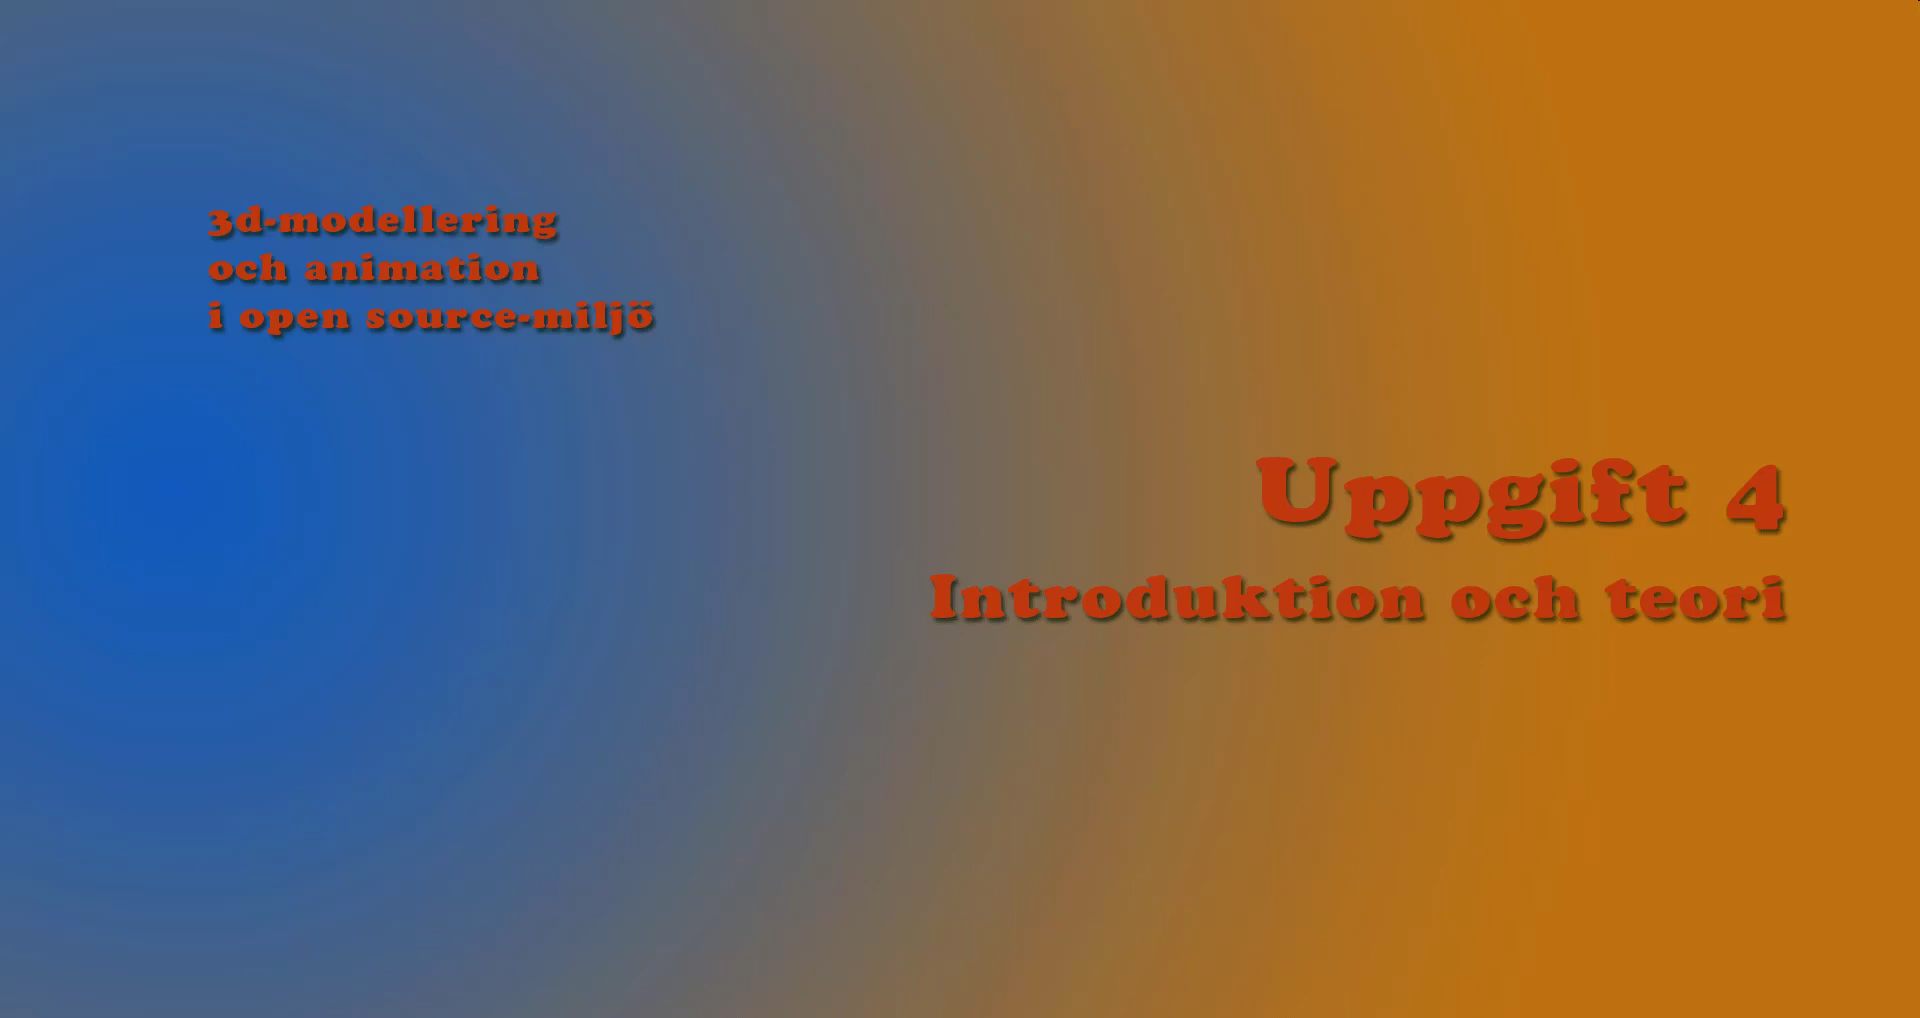 3d-modellering
och animation
i open source-miljö
Uppgift 4
Introduktion och teori